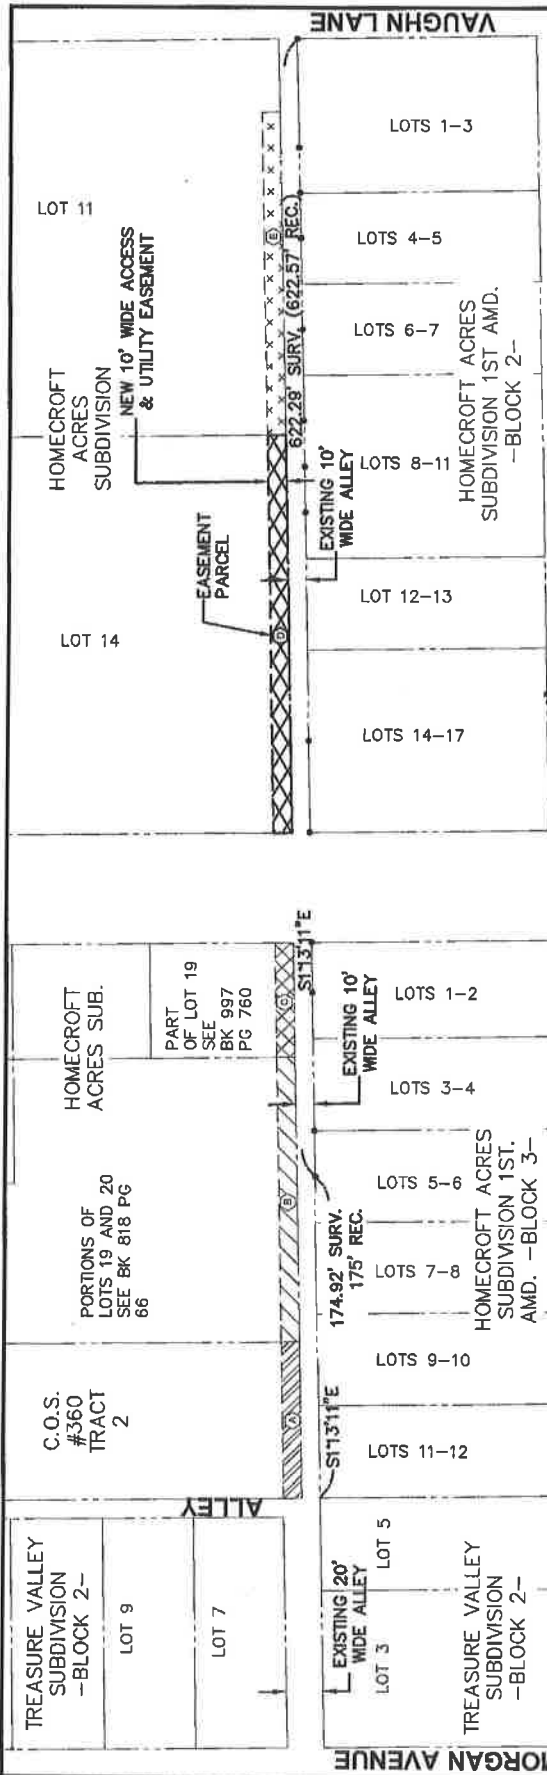 VAUGHN LANE
LOTS 1-3
LOT 11
LOTS 4-5
NEW 10' WIDE ACCESS
& UTILITY EASEMENT
E
622.29' SURV. (622.57' REC.)
LOTS 6-7
HOMECROFT ACRES
SUBDIVISION 1ST AMD.
-BLOCK 2-
HOMECROFT
ACRES
SUBDIVISION
LOTS 8-11
EASEMENT
PARCEL
EXISTING 10'
WIDE ALLEY
LOT 14
D
LOT 12-13
LOTS 14-17
HOMECROFT
ACRES SUB.
PART
OF LOT 19
SEE
BK 997
PG 760
C
S1°13'11"E
LOTS 1-2
EXISTING 10'
WIDE ALLEY
LOTS 3-4
PORTIONS OF
LOTS 19 AND 20
SEE BK 818 PG
66
B
174.92' SURV.
175' REC.
LOTS 5-6
LOTS 7-8
HOMECROFT ACRES
SUBDIVISION 1ST.
AMD. -BLOCK 3-
C.O.S.
#360
TRACT
2
A
S1°13'11"E
LOTS 9-10
LOTS 11-12
ALLEY
TREASURE VALLEY
SUBDIVISION
-BLOCK 2-
LOT 9
LOT 7
EXISTING 20'
WIDE ALLEY
LOT 5
LOT 3
TREASURE VALLEY
SUBDIVISION
-BLOCK 2-
MORGAN AVENUE